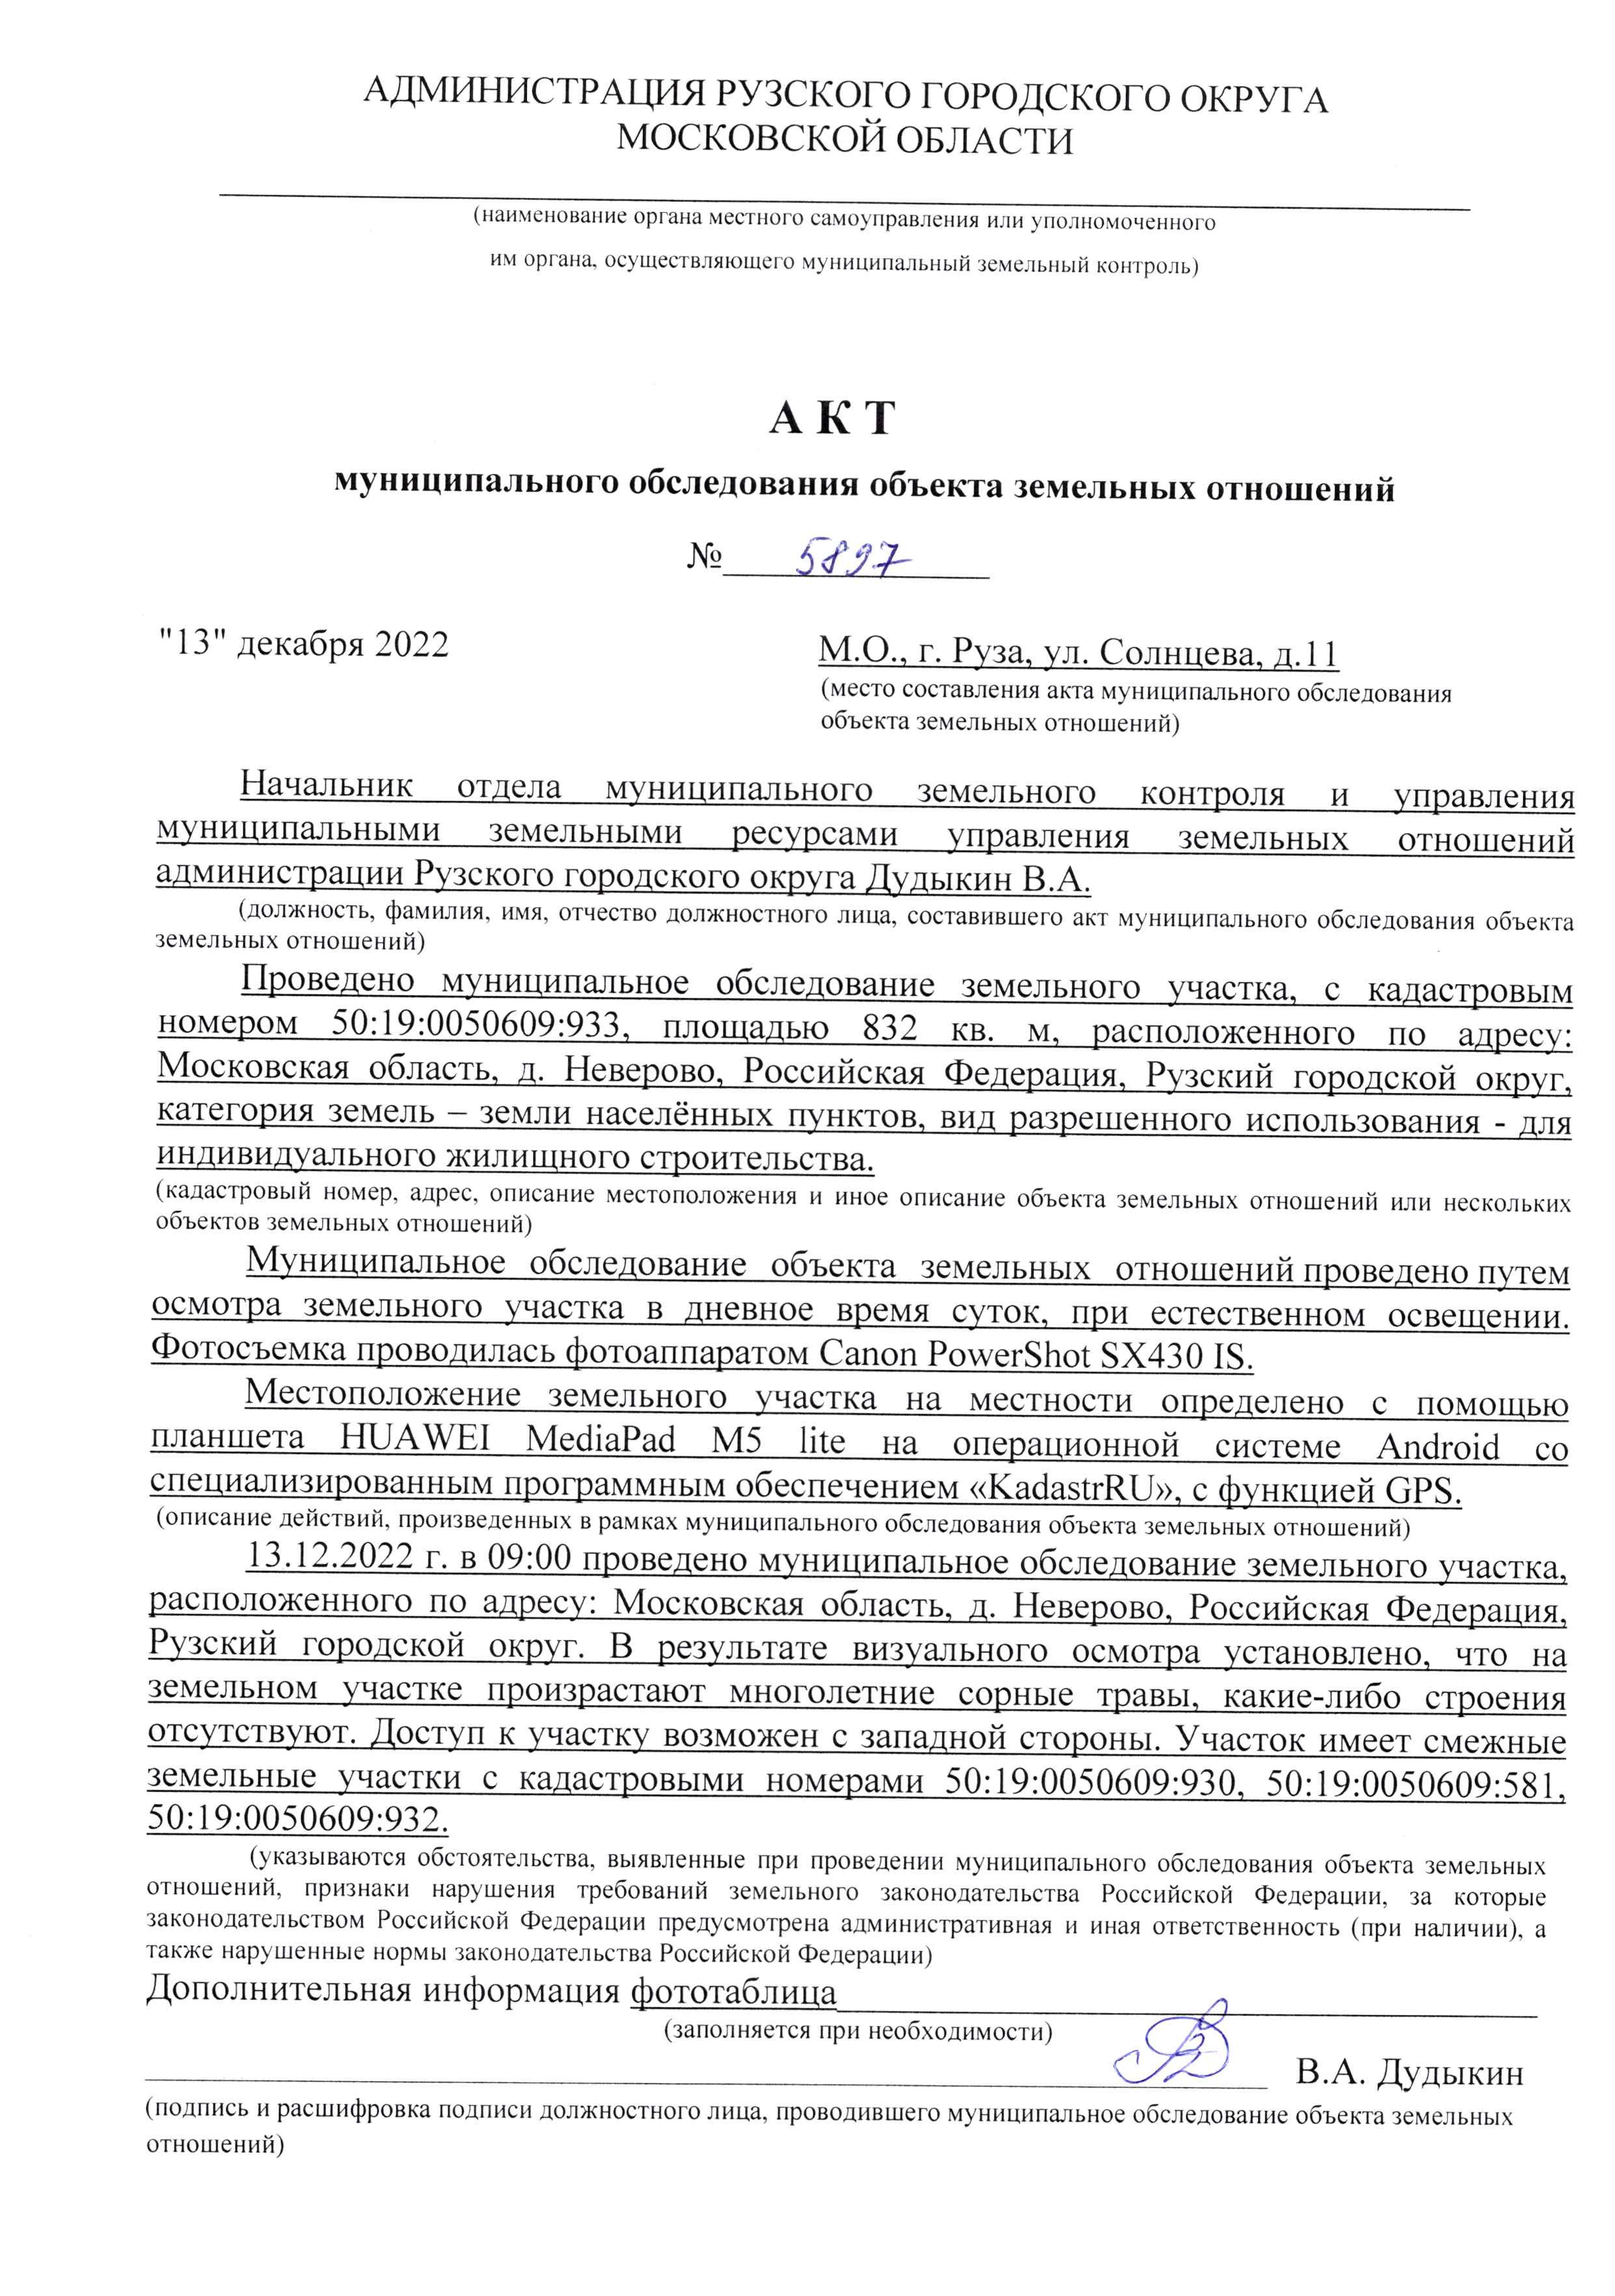 АДМИНИСТРАЦИЯ РУЗСКОГО ГОРОДСКОГО ОКРУГА
МОСКОВСКОЙ ОБЛАСТИ
(наименование органа местного самоуправления или уполномоченного
им органа, осуществляющего муниципальный земельный контроль)
А К Т
муниципального обследования объекта земельных отношений
№ 5897
"13" декабря 2022
М.О., г. Руза, ул. Солнцева, д.11
(место составления акта муниципального обследования
объекта земельных отношений)
Начальник отдела муниципального земельного контроля и управления
муниципальными земельными ресурсами управления земельных отношений
администрации Рузского городского округа Дудыкин В.А.
(должность, фамилия, имя, отчество должностного лица, составившего акт муниципального обследования объекта
земельных отношений)
Проведено муниципальное обследование земельного участка, с кадастровым
номером 50:19:0050609:933, площадью 832 кв. м, расположенного по адресу:
Московская область, д. Неверово, Российская Федерация, Рузский городской округ,
категория земель – земли населённых пунктов, вид разрешенного использования - для
индивидуального жилищного строительства.
(кадастровый номер, адрес, описание местоположения и иное описание объекта земельных отношений или нескольких
объектов земельных отношений)
Муниципальное обследование объекта земельных отношений проведено путем
осмотра земельного участка в дневное время суток, при естественном освещении.
Фотосъемка проводилась фотоаппаратом Canon PowerShot SX430 IS.
Местоположение земельного участка на местности определено с помощью
планшета HUAWEI MediaPad M5 lite на операционной системе Android со
специализированным программным обеспечением «KadastrRU», с функцией GPS.
(описание действий, произведенных в рамках муниципального обследования объекта земельных отношений)
13.12.2022 г. в 09:00 проведено муниципальное обследование земельного участка,
расположенного по адресу: Московская область, д. Неверово, Российская Федерация,
Рузский городской округ. В результате визуального осмотра установлено, что на
земельном участке произрастают многолетние сорные травы, какие-либо строения
отсутствуют. Доступ к участку возможен с западной стороны. Участок имеет смежные
земельные участки с кадастровыми номерами 50:19:0050609:930, 50:19:0050609:581,
50:19:0050609:932.
(указываются обстоятельства, выявленные при проведении муниципального обследования объекта земельных
отношений, признаки нарушения требований земельного законодательства Российской Федерации, за которые
законодательством Российской Федерации предусмотрена административная и иная ответственность (при наличии), а
также нарушенные нормы законодательства Российской Федерации)
Дополнительная информация фототаблица
(заполняется при необходимости)
В.А. Дудыкин
(подпись и расшифровка подписи должностного лица, проводившего муниципальное обследование объекта земельных
отношений)